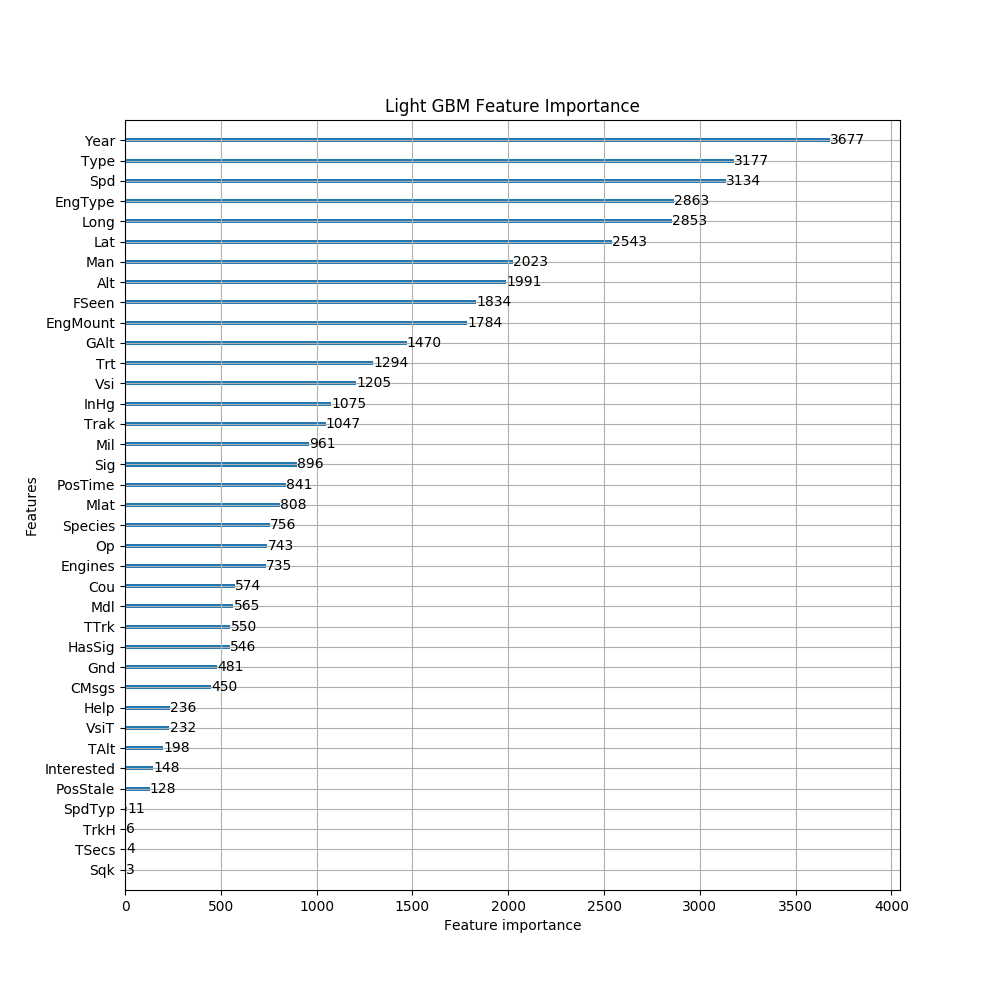 Light GBM Feature Importance
Year 3677
Type 3177
Spd 3134
EngType 2863
Long 2853
Lat 2543
Man 2023
Alt 1991
FSeen 1834
EngMount 1784
GAlt 1470
Trt 1294
Vsi 1205
InHg 1075
Trak 1047
Mil 961
Sig 896
PosTime 841
Mlat 808
Species 756
Op 743
Engines 735
Cou 574
Mdl 565
TTrk 550
HasSig 546
Gnd 481
CMsgs 450
Help 236
VsiT 232
TAlt 198
Interested 148
PosStale 128
SpdTyp 11
TrkH 6
TSecs 4
Sqk 3
Features
0 500 1000 1500 2000 2500 3000 3500 4000
Feature importance